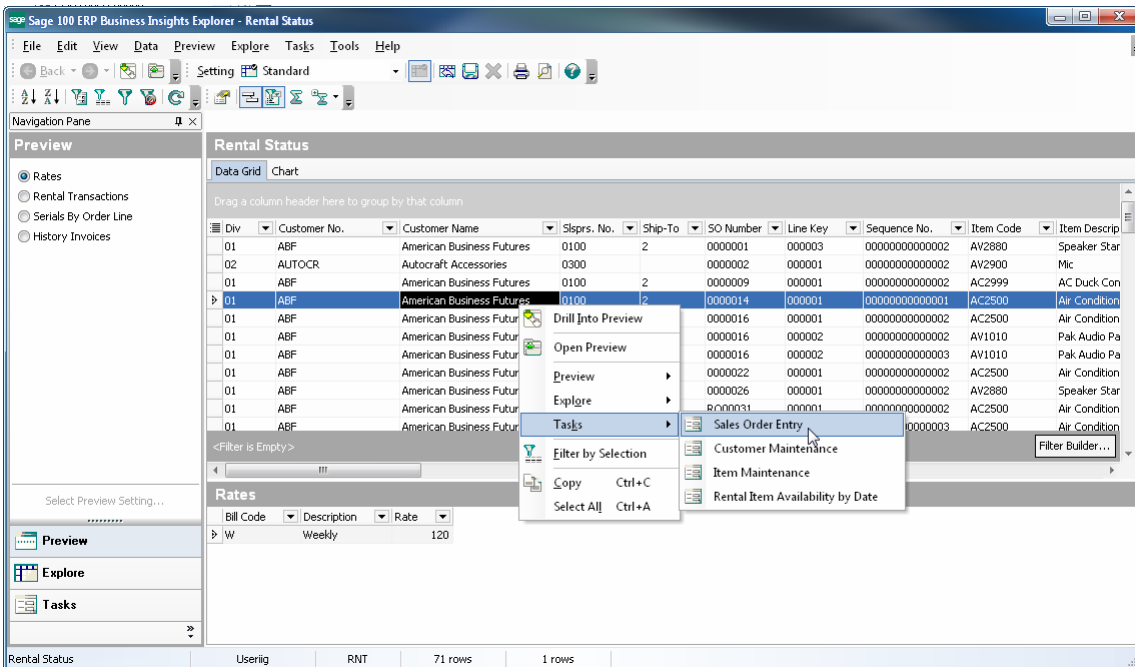 Sage 100 ERP Business Insights Explorer - Rental Status
File Edit View Data Preview Explore Tasks Tools Help
Back Setting Standard
Navigation Pane
Preview
Rates
Rental Transactions
Serials By Order Line
History Invoices
Select Preview Setting...
Preview
Explore
Tasks
Rental Status
Data Grid Chart
Drag a column header here to group by that column
Div Customer No. Customer Name Slsprs. No. Ship-To SO Number Line Key Sequence No. Item Code Item Descrip
01 ABF American Business Futures 0100 2 0000001 000003 00000000000002 AV2880 Speaker Star
02 AUTOCR Autocraft Accessories 0300 0000002 000001 00000000000002 AV2900 Mic
01 ABF American Business Futures 0100 2 0000009 000001 00000000000002 AC2999 AC Duck Con
01 ABF American Business Futures 0100 2 0000014 000001 00000000000001 AC2500 Air Condition
01 ABF American Business Futur 0000016 000001 00000000000002 AC2500 Air Condition
01 ABF American Business Futur 0000016 000002 00000000000002 AV1010 Pak Audio Pa
01 ABF American Business Futur 0000016 000002 00000000000003 AV1010 Pak Audio Pa
01 ABF American Business Futur 0000022 000001 00000000000002 AC2500 Air Condition
01 ABF American Business Futur 0000026 000001 00000000000002 AV2880 Speaker Star
01 ABF American Business Futur RO00031 000001 00000000000002 AC2500 Air Condition
01 ABF American Business Futur 0000003 AC2500 Air Condition
<Filter is Empty> Filter Builder...
Drill Into Preview
Open Preview
Preview
Explore
Tasks
Filter by Selection
Copy Ctrl+C
Select All Ctrl+A
Sales Order Entry
Customer Maintenance
Item Maintenance
Rental Item Availability by Date
Rates
Bill Code Description Rate
W Weekly 120
Rental Status Useriig RNT 71 rows 1 rows